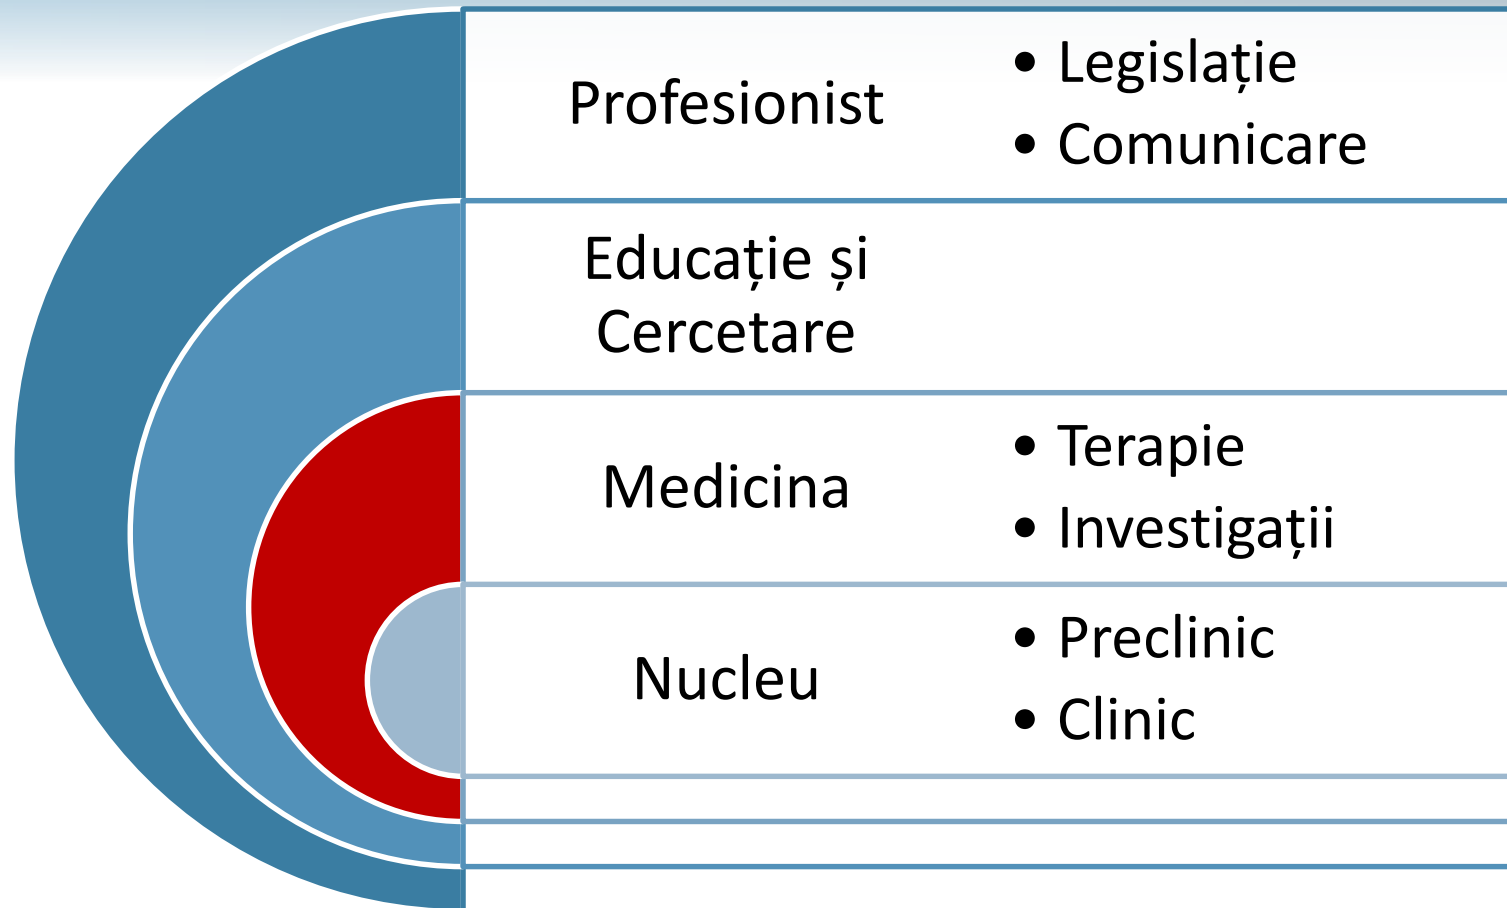 Profesionist
• Legislație
• Comunicare
Educație și
Cercetare
Medicina
• Terapie
• Investigații
Nucleu
• Preclinic
• Clinic